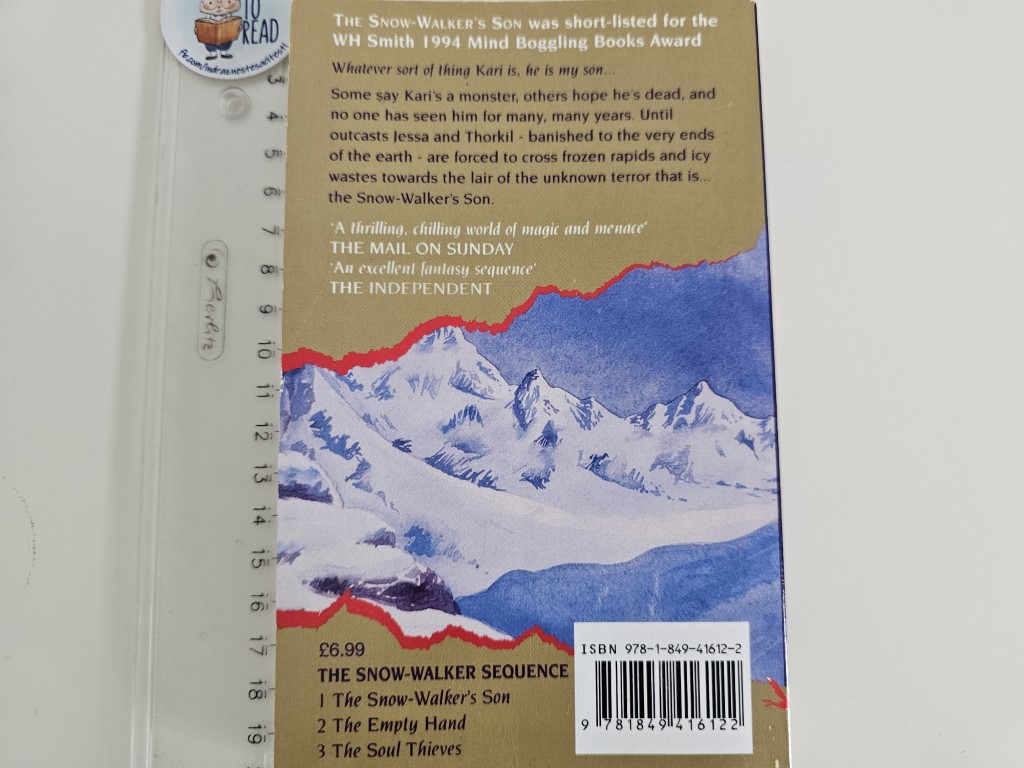 TO
READ
THE SNOW-WALKER'S SON was short-listed for the
WH Smith 1994 Mind Boggling Books Award
Whatever sort of thing Kari is, he is my son...
Some say Kari's a monster, others hope he's dead, and
no one has seen him for many, many years. Until
outcasts Jessa and Thorkil - banished to the very ends
of the earth - are forced to cross frozen rapids and icy
wastes towards the lair of the unknown terror that is...
the Snow-Walker's Son.
'A thrilling, chilling world of magic and menace'
THE MAIL ON SUNDAY
'An excellent fantasy sequence'
THE INDEPENDENT
3
4
5
6
7
8
9
10
11
12
13
14
15
16
17
18
19
£6.99
THE SNOW-WALKER SEQUENCE
1 The Snow-Walker's Son
2 The Empty Hand
3 The Soul Thieves
ISBN 978-1-849-41612-2
9 781849 416122